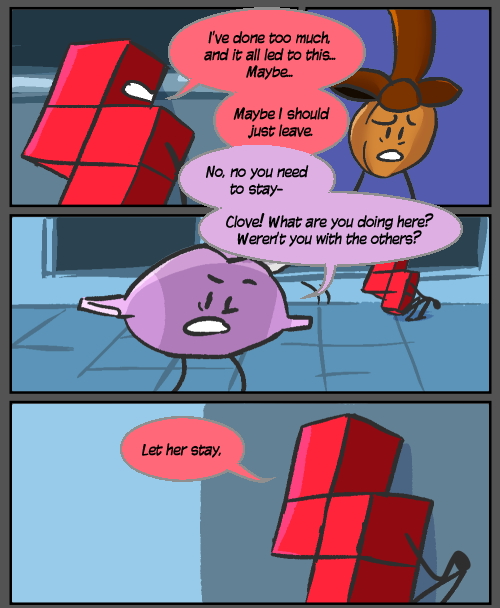 I've done too much,
and it all led to this...
Maybe...
Maybe I should
just leave.
No, no you need
to stay-
Clove! What are you doing here?
Weren't you with the others?
Let her stay.